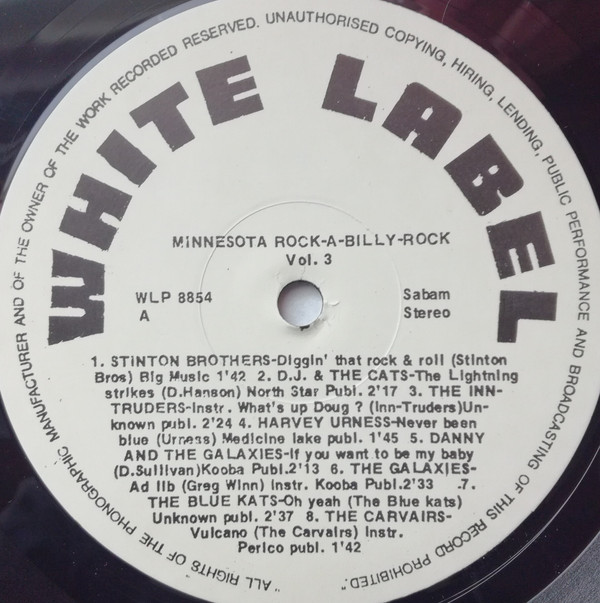 "ALL RIGHTS OF THE PHONOGRAPHIC MANUFACTURER AND OF THE OWNER OF THE WORK RECORDED RESERVED. UNAUTHORISED COPYING, HIRING, LENDING, PUBLIC PERFORMANCE AND BROADCASTING OF THIS RECORD PROHIBITED."
WHITE LABEL
MINNESOTA ROCK-A-BILLY-ROCK
Vol. 3
WLP 8854 Sabam
A Stereo
1. STINTON BROTHERS-Diggin' that rock & roll (Stinton
Bros) Big Music 1'42 2. D.J. & THE CATS-The Lightning
strikes (D.Hanson) North Star Publ. 2'17 3. THE INN-
TRUDERS-Instr. What's up Doug ? (Inn-Truders)Un-
known publ. 2'24 4. HARVEY URNESS-Never been
blue (Urness) Medicine lake publ. 1'45 5. DANNY
AND THE GALAXIES-If you want to be my baby
(D.Sullivan)Kooba Publ.2'13 6. THE GALAXIES-
Ad lib (Greg Winn) Instr. Kooba Publ.2'33 .7.
THE BLUE KATS-Oh yeah (The Blue kats)
Unknown publ. 2'37 8. THE CARVAIRS-
Vulcano (The Carvairs) Instr.
Perico publ. 1'42